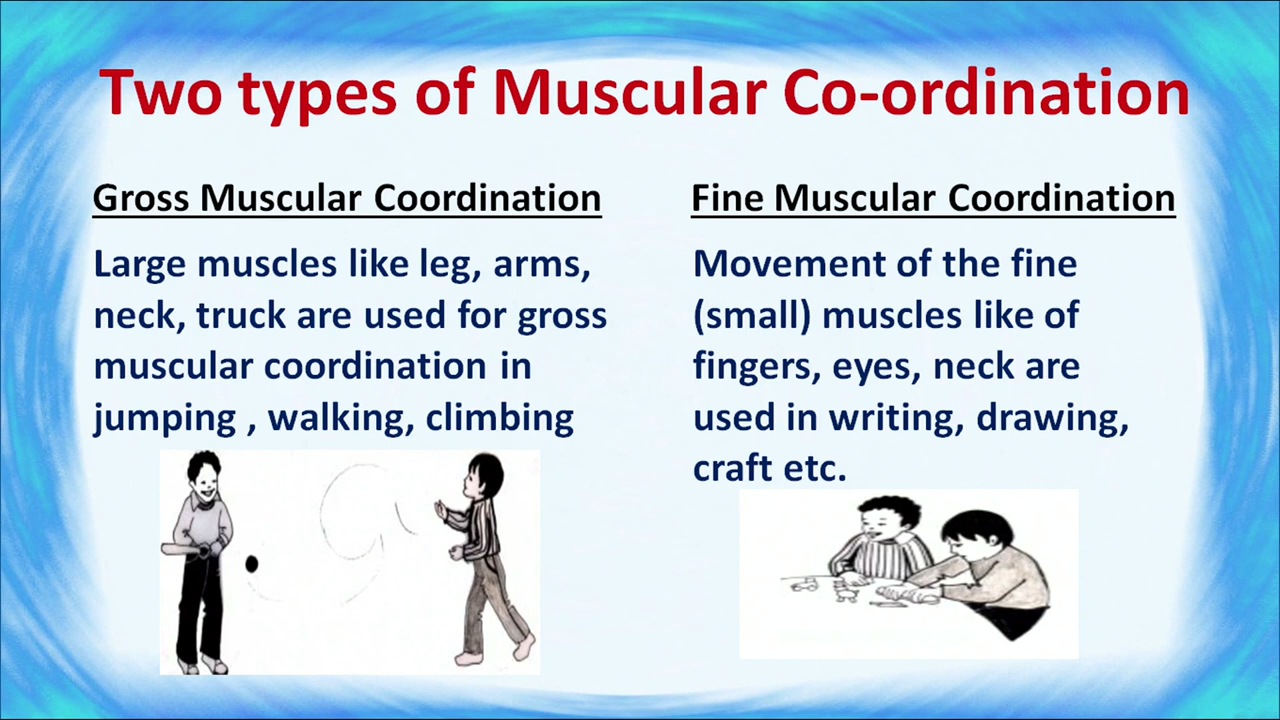 Two types of Muscular Co-ordination
Gross Muscular Coordination
Large muscles like leg, arms,
neck, truck are used for gross
muscular coordination in
jumping , walking, climbing
Fine Muscular Coordination
Movement of the fine
(small) muscles like of
fingers, eyes, neck are
used in writing, drawing,
craft etc.